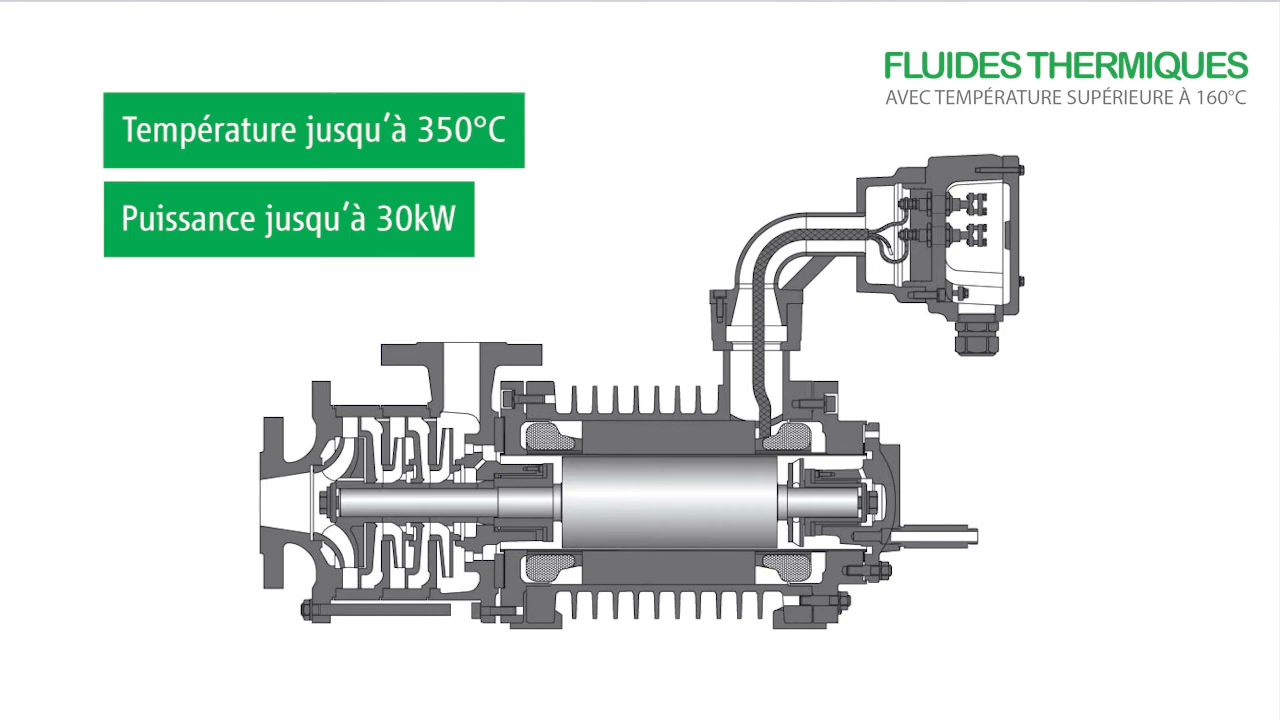 FLUIDES THERMIQUES
AVEC TEMPÉRATURE SUPÉRIEURE À 160°C
Température jusqu'à 350°C
Puissance jusqu'à 30kW